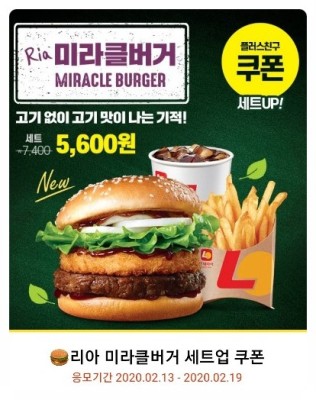 Ria 미라클버거
MIRACLE BURGER
플러스친구
쿠폰
세트UP!
고기 없이 고기 맛이 나는 기적!
세트
7,400 5,600원
New
🍔리아 미라클버거 세트업 쿠폰
응모기간 2020.02.13 - 2020.02.19